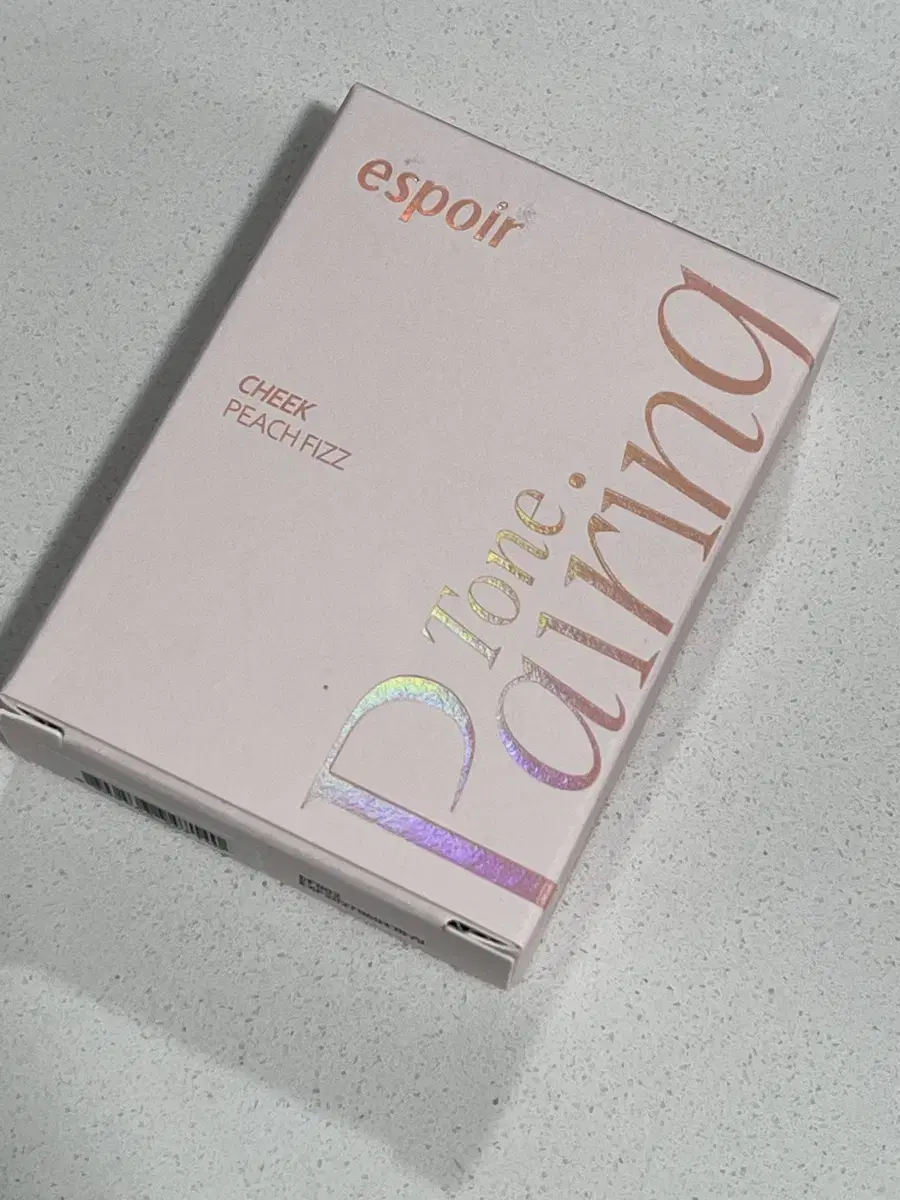 espoir
CHEEK
PEACH FIZZ
Tone.
Pairing